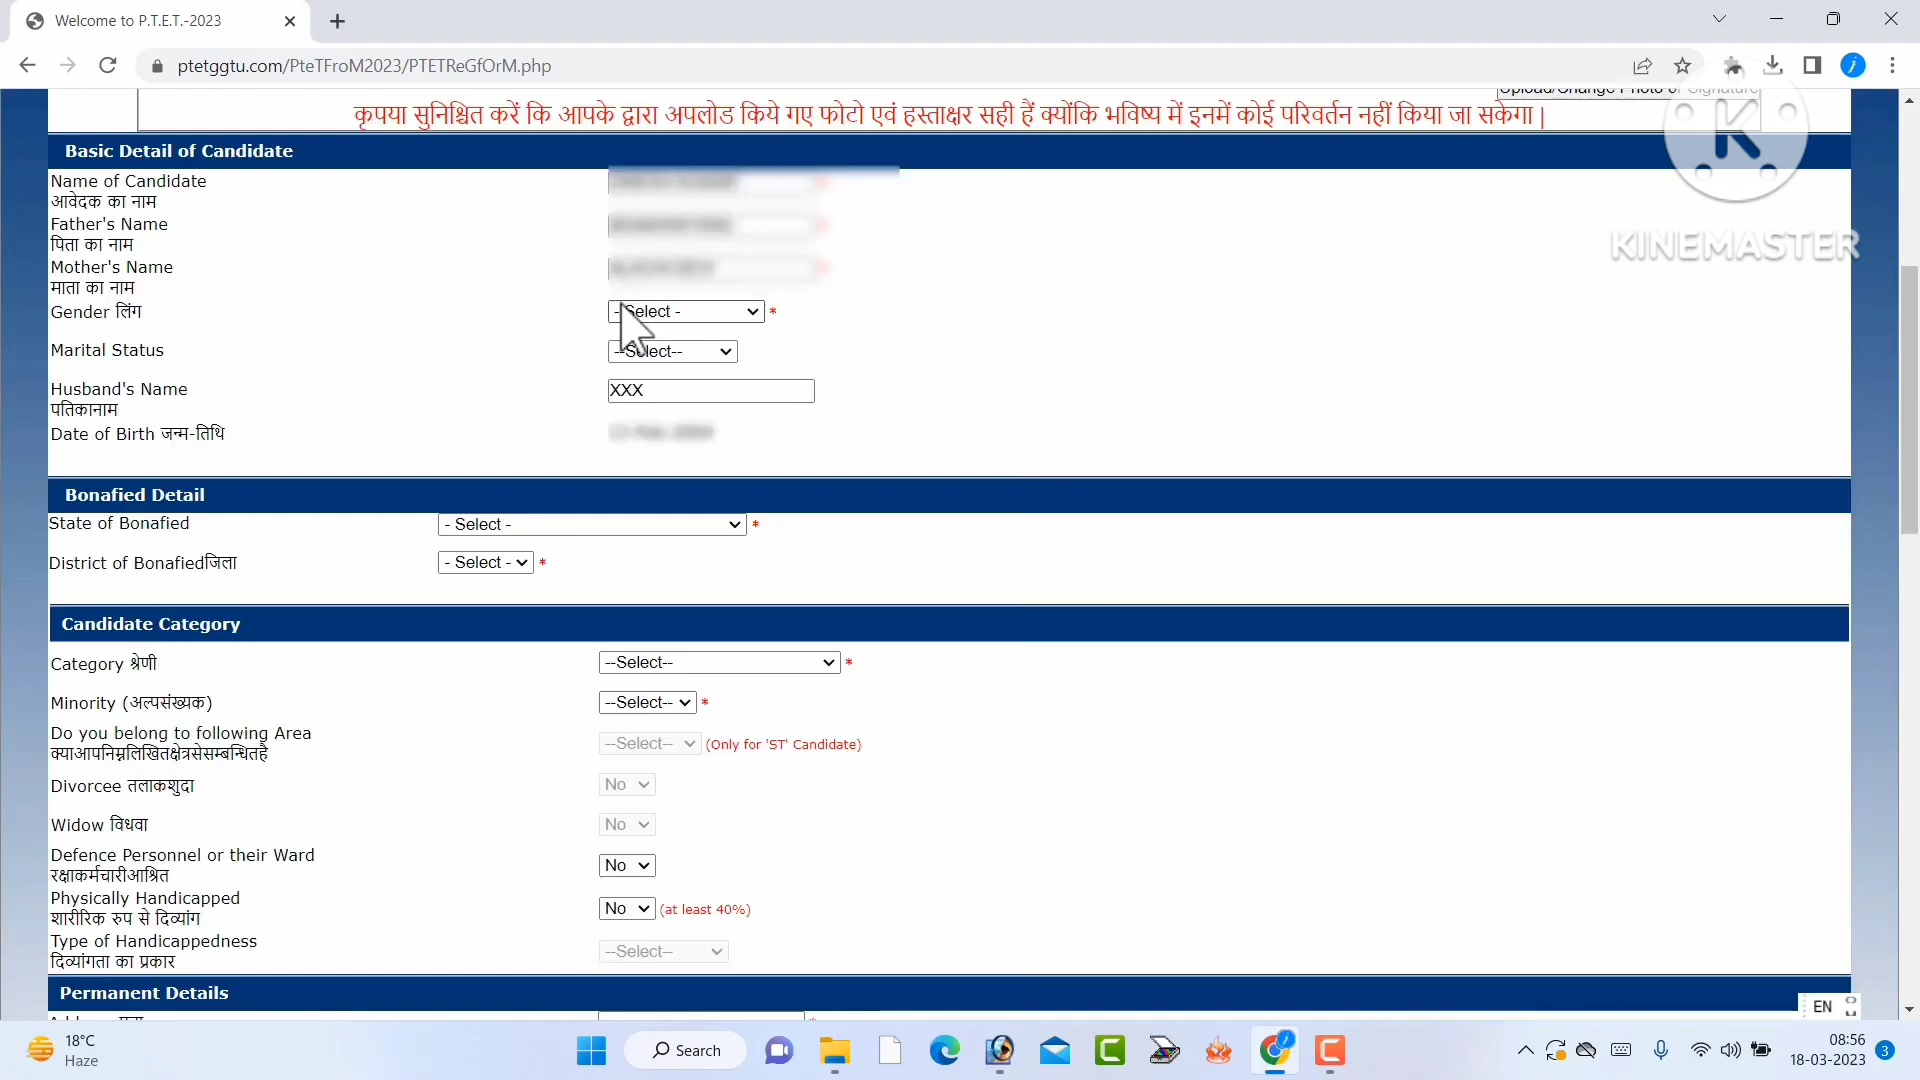 Welcome to P.T.E.T.-2023
ptetggtu.com/PteTFroM2023/PTETReGfOrM.php
Upload/Change Photo or Signature
कृपया सुनिश्चित करें कि आपके द्वारा अपलोड किये गए फोटो एवं हस्ताक्षर सही हैं क्योंकि भविष्य में इनमें कोई परिवर्तन नहीं किया जा सकेगा |
K
KINEMASTER
Basic Detail of Candidate
Name of Candidate
आवेदक का नाम
Father's Name
पिता का नाम
Mother's Name
माता का नाम
Gender लिंग - Select - *
Marital Status --Select--
Husband's Name XXX
पतिकानाम
Date of Birth जन्म-तिथि
Bonafied Detail
State of Bonafied - Select - *
District of Bonafiedजिला - Select - *
Candidate Category
Category श्रेणी --Select-- *
Minority (अल्पसंख्यक) --Select-- *
Do you belong to following Area
क्याआपनिम्नलिखितक्षेत्रसेसम्बन्धितहै --Select-- (Only for 'ST' Candidate)
Divorcee तलाकशुदा No
Widow विधवा No
Defence Personnel or their Ward
रक्षाकर्मचारीआश्रित No
Physically Handicapped
शारीरिक रुप से दिव्यांग No (at least 40%)
Type of Handicappedness
दिव्यांगता का प्रकार --Select--
Permanent Details
EN
18°C
Haze
Search
08:56
18-03-2023
3